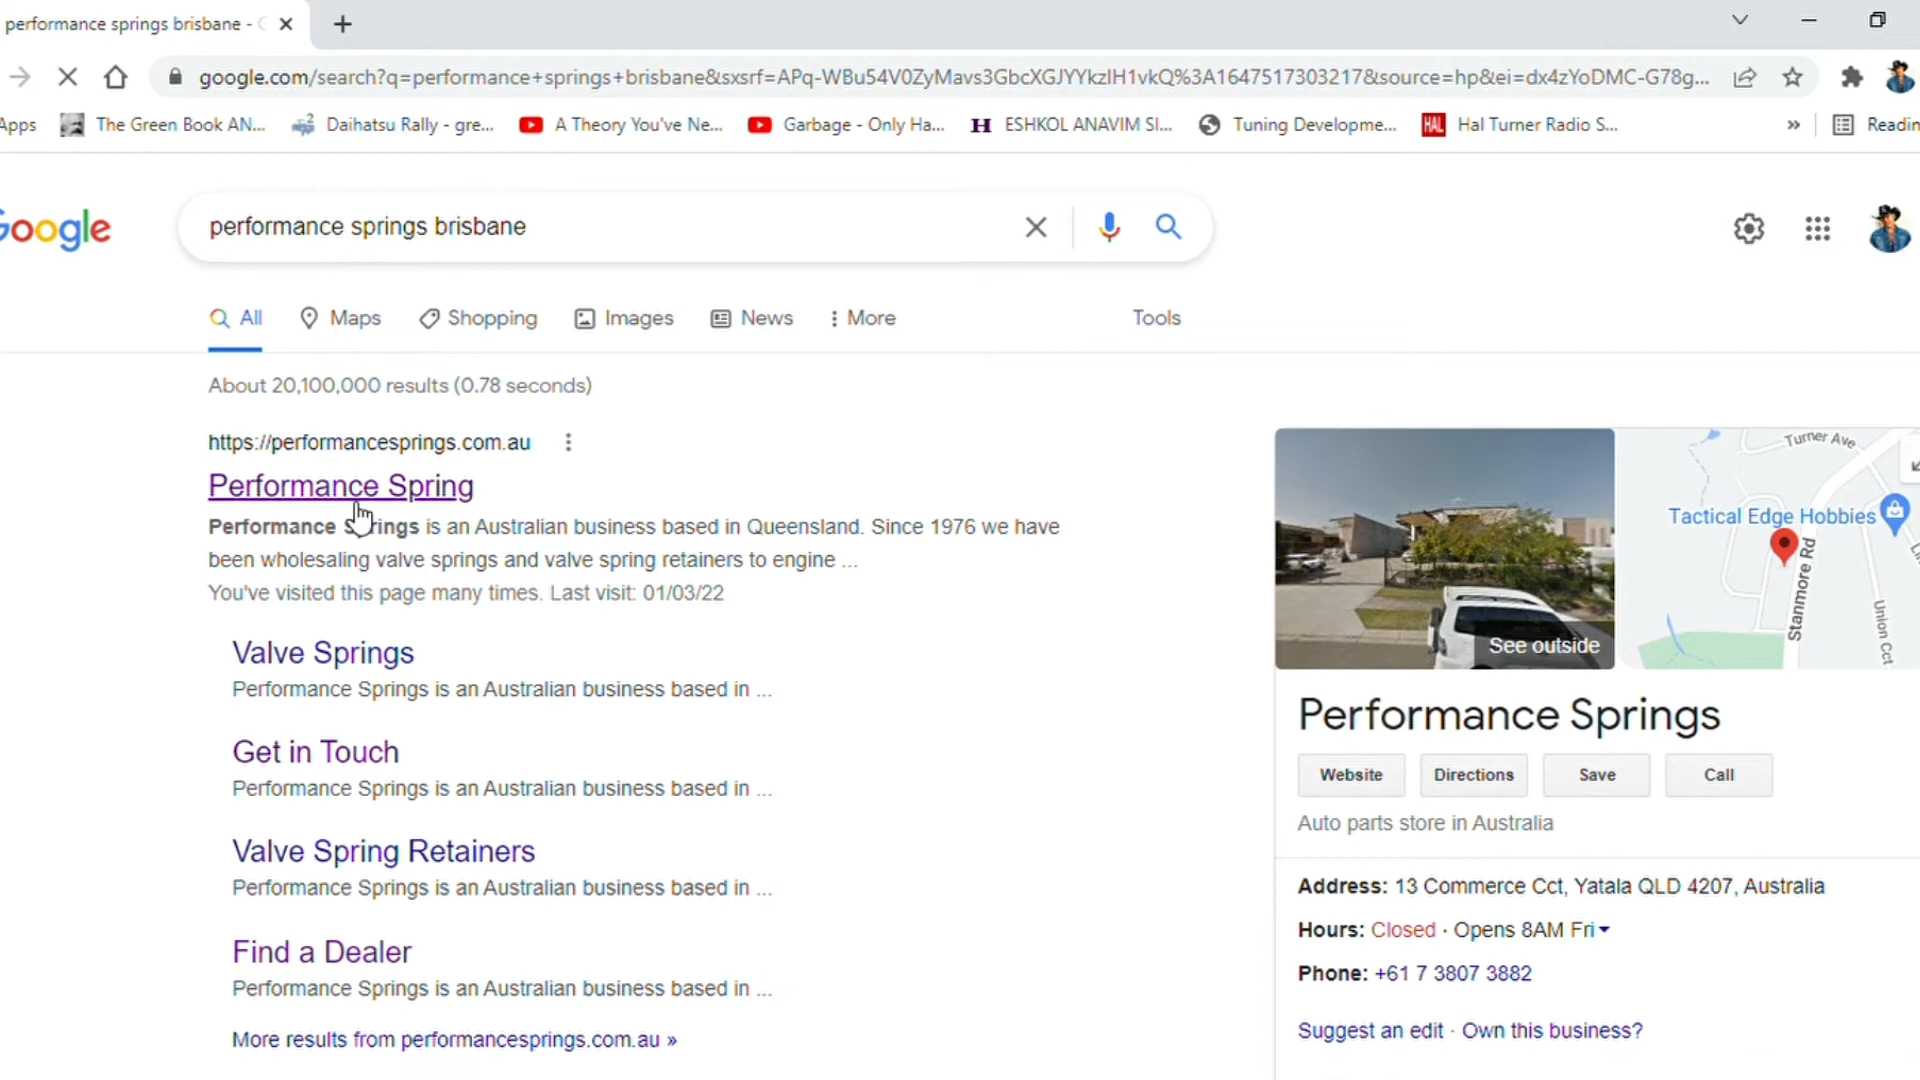 performance springs brisbane -
google.com/search?q=performance+springs+brisbane&sxsrf=APq-WBu54V0ZyMavs3GbcXGJYYkzlH1vkQ%3A1647517303217&source=hp&ei=dx4zYoDMC-G78g...
Apps The Green Book AN... Daihatsu Rally - gre... A Theory You've Ne... Garbage - Only Ha... H ESHKOL ANAVIM SI... Tuning Developme... HAL Hal Turner Radio S... » Readin
Google
performance springs brisbane
All Maps Shopping Images News More Tools
About 20,100,000 results (0.78 seconds)
https://performancesprings.com.au
Performance Spring
Performance Springs is an Australian business based in Queensland. Since 1976 we have
been wholesaling valve springs and valve spring retainers to engine ...
You've visited this page many times. Last visit: 01/03/22
Valve Springs
Performance Springs is an Australian business based in ...
Get in Touch
Performance Springs is an Australian business based in ...
Valve Spring Retainers
Performance Springs is an Australian business based in ...
Find a Dealer
Performance Springs is an Australian business based in ...
More results from performancesprings.com.au »
See outside
Turner Ave
Tactical Edge Hobbies
Stanmore Rd
Union Cct
Performance Springs
Website Directions Save Call
Auto parts store in Australia
Address: 13 Commerce Cct, Yatala QLD 4207, Australia
Hours: Closed · Opens 8AM Fri
Phone: +61 7 3807 3882
Suggest an edit · Own this business?